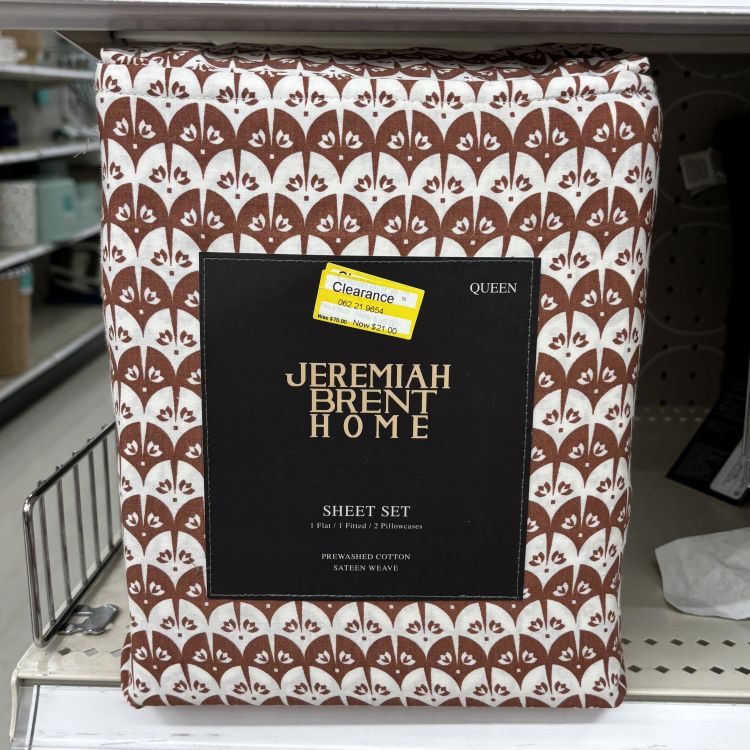 Clearance
062 21 9654
Was $70.00 Now $21.00
QUEEN
JEREMIAH
BRENT
HOME
SHEET SET
1 Flat / 1 Fitted / 2 Pillowcases
PREWASHED COTTON
SATEEN WEAVE